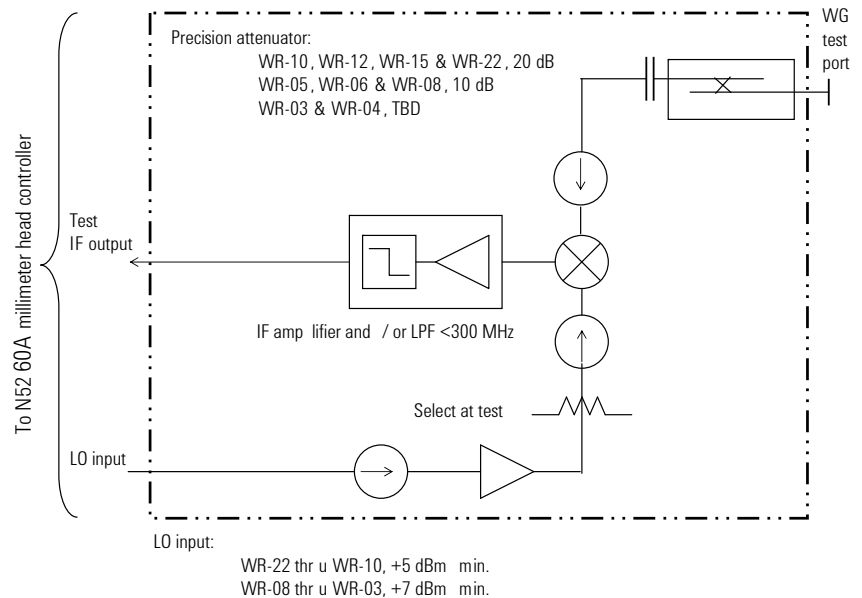 WG
test
port
Precision attenuator:
WR-10, WR-12, WR-15 & WR-22, 20 dB
WR-05, WR-06 & WR-08, 10 dB
WR-03 & WR-04, TBD
To N52 60A millimeter head controller
Test
IF output
IF amp lifier and / or LPF <300 MHz
Select at test
LO input
LO input:
WR-22 thr u WR-10, +5 dBm min.
WR-08 thr u WR-03, +7 dBm min.